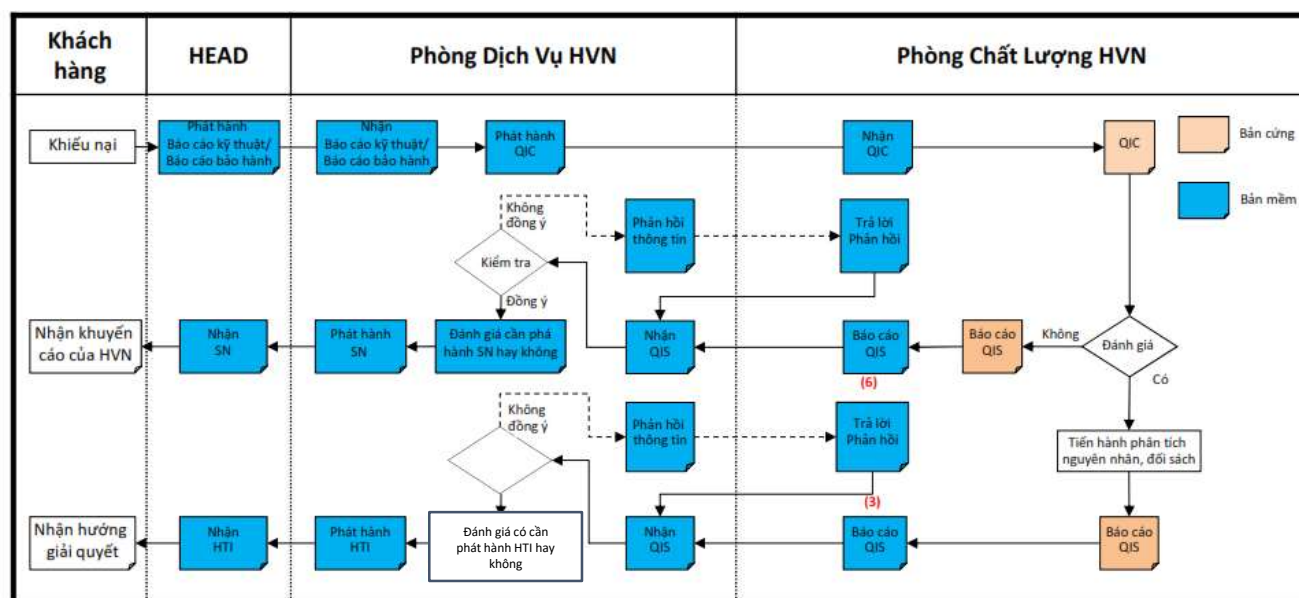 Khách
hàng
HEAD
Phòng Dịch Vụ HVN
Phòng Chất Lượng HVN
Khiếu nại
Phát hành
Báo cáo kỹ thuật/
Báo cáo bảo hành
Nhận
Báo cáo kỹ thuật/
Báo cáo bảo hành
Phát hành
QIC
Nhận
QIC
QIC
Bản cứng
Bản mềm
Không
đồng ý
Phản hồi
thông tin
Trả lời
Phản hồi
Kiểm tra
Đồng ý
Nhận khuyến
cáo của HVN
Nhận
SN
Phát hành
SN
Đánh giá cần phá
hành SN hay không
Nhận
QIS
Báo cáo
QIS
(6)
Báo cáo
QIS
Không
Đánh giá
Có
Không
đồng ý
Phản hồi
thông tin
Trả lời
Phản hồi
(3)
Tiến hành phân tích
nguyên nhân, đối sách
Nhận hướng
giải quyết
Nhận
HTI
Phát hành
HTI
Đánh giá có cần
phát hành HTI hay
không
Nhận
QIS
Báo cáo
QIS
Báo cáo
QIS